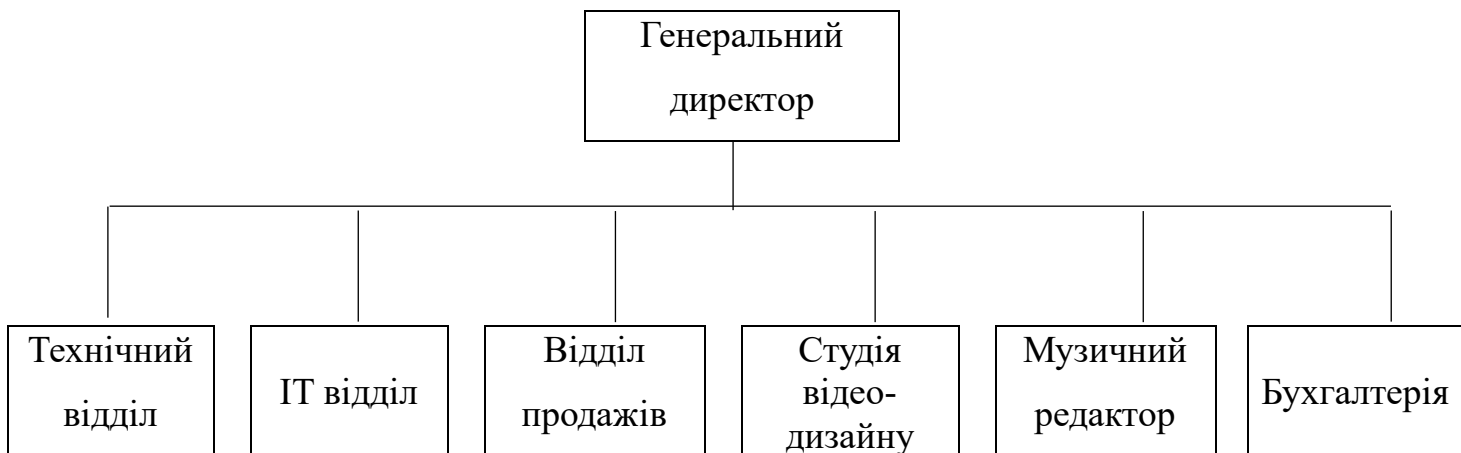 Генеральний
директор
Технічний
відділ
ІТ відділ
Відділ
продажів
Студія
відео-
дизайну
Музичний
редактор
Бухгалтерія